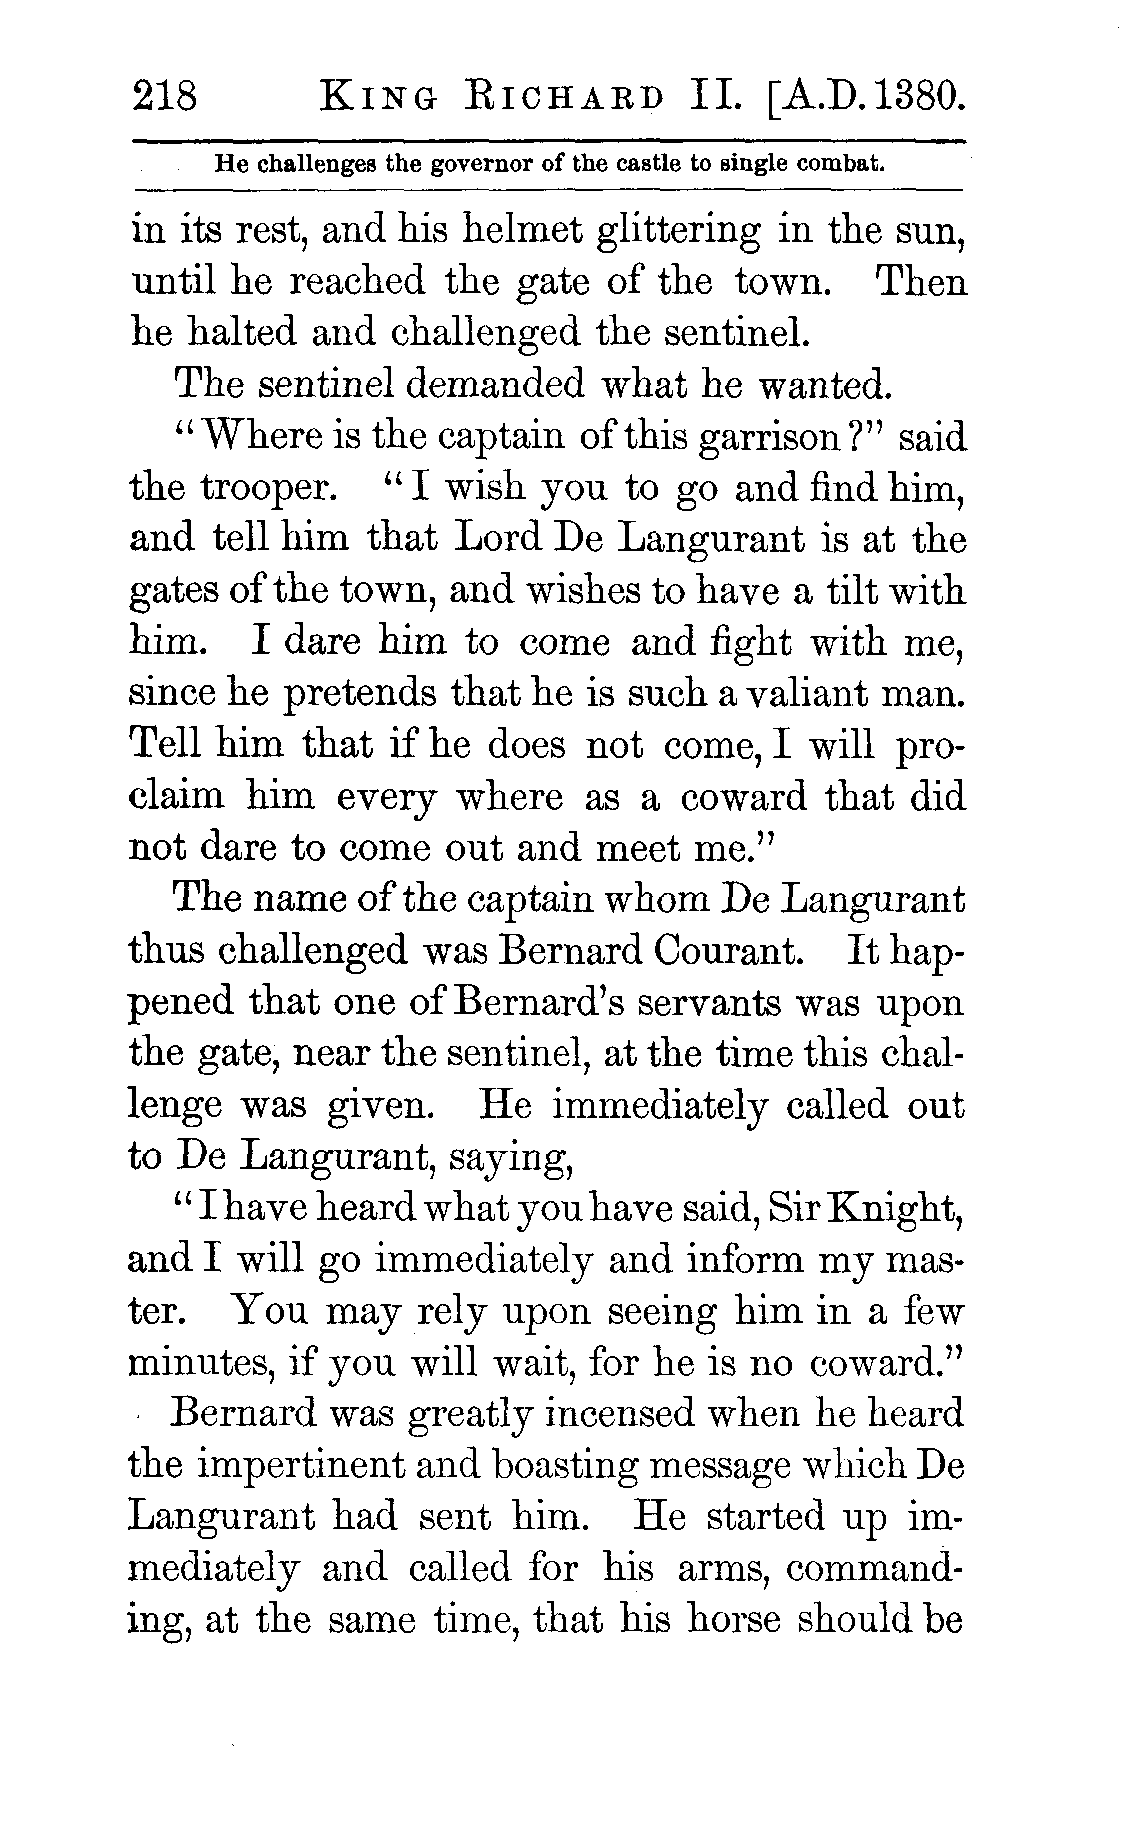 218 KING RICHARD II. [A.D. 1380.
He challenges the governor of the castle to single combat.
in its rest, and his helmet glittering in the sun,
until he reached the gate of the town. Then
he halted and challenged the sentinel.
The sentinel demanded what he wanted.
“Where is the captain of this garrison?” said
the trooper. “I wish you to go and find him,
and tell him that Lord De Langurant is at the
gates of the town, and wishes to have a tilt with
him. I dare him to come and fight with me,
since he pretends that he is such a valiant man.
Tell him that if he does not come, I will pro-
claim him every where as a coward that did
not dare to come out and meet me.”
The name of the captain whom De Langurant
thus challenged was Bernard Courant. It hap-
pened that one of Bernard’s servants was upon
the gate, near the sentinel, at the time this chal-
lenge was given. He immediately called out
to De Langurant, saying,
“I have heard what you have said, Sir Knight,
and I will go immediately and inform my mas-
ter. You may rely upon seeing him in a few
minutes, if you will wait, for he is no coward.”
Bernard was greatly incensed when he heard
the impertinent and boasting message which De
Langurant had sent him. He started up im-
mediately and called for his arms, command-
ing, at the same time, that his horse should be